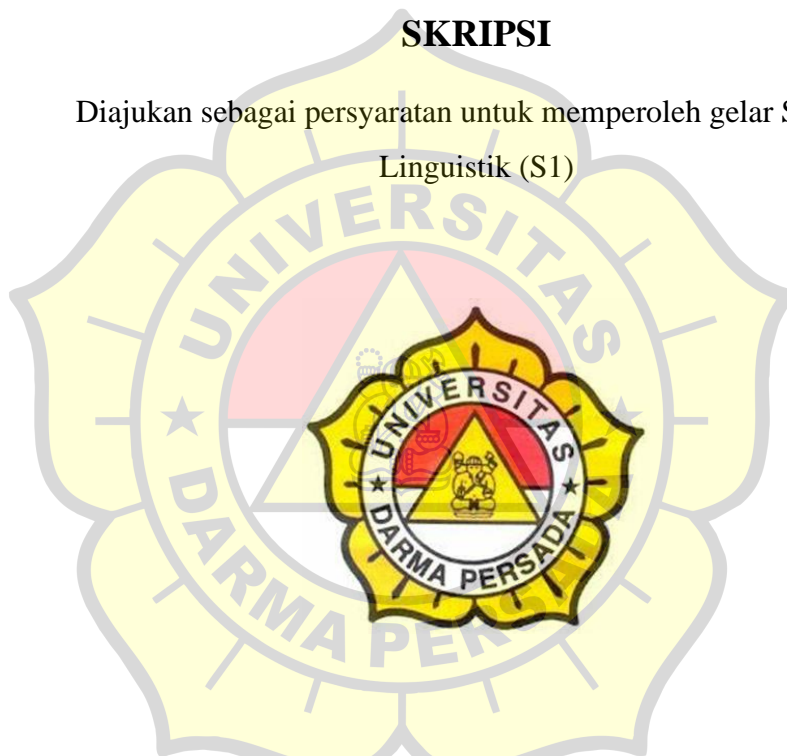 SKRIPSI
Diajukan sebagai persyaratan untuk memperoleh gelar S
Linguistik (S1)
UNIVERSITAS
DARMA PERSADA
UNIVERSITAS
DARMA PERSADA